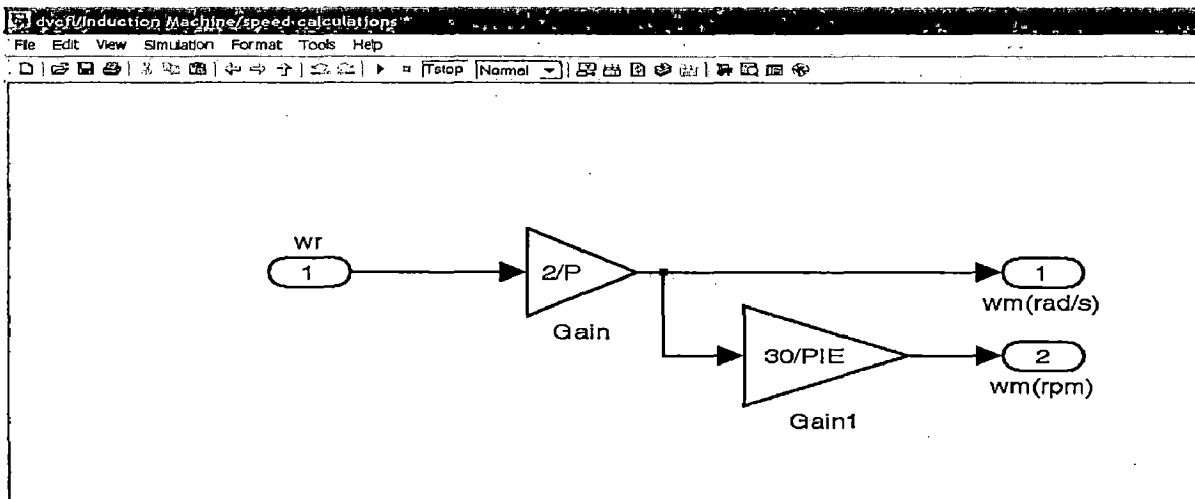 dvcfl/Induction Machine/speed calculations *
File Edit View Simulation Format Tools Help
Tstop Normal
wr
1
2/P
Gain
1
wm(rad/s)
30/PIE
Gain1
2
wm(rpm)